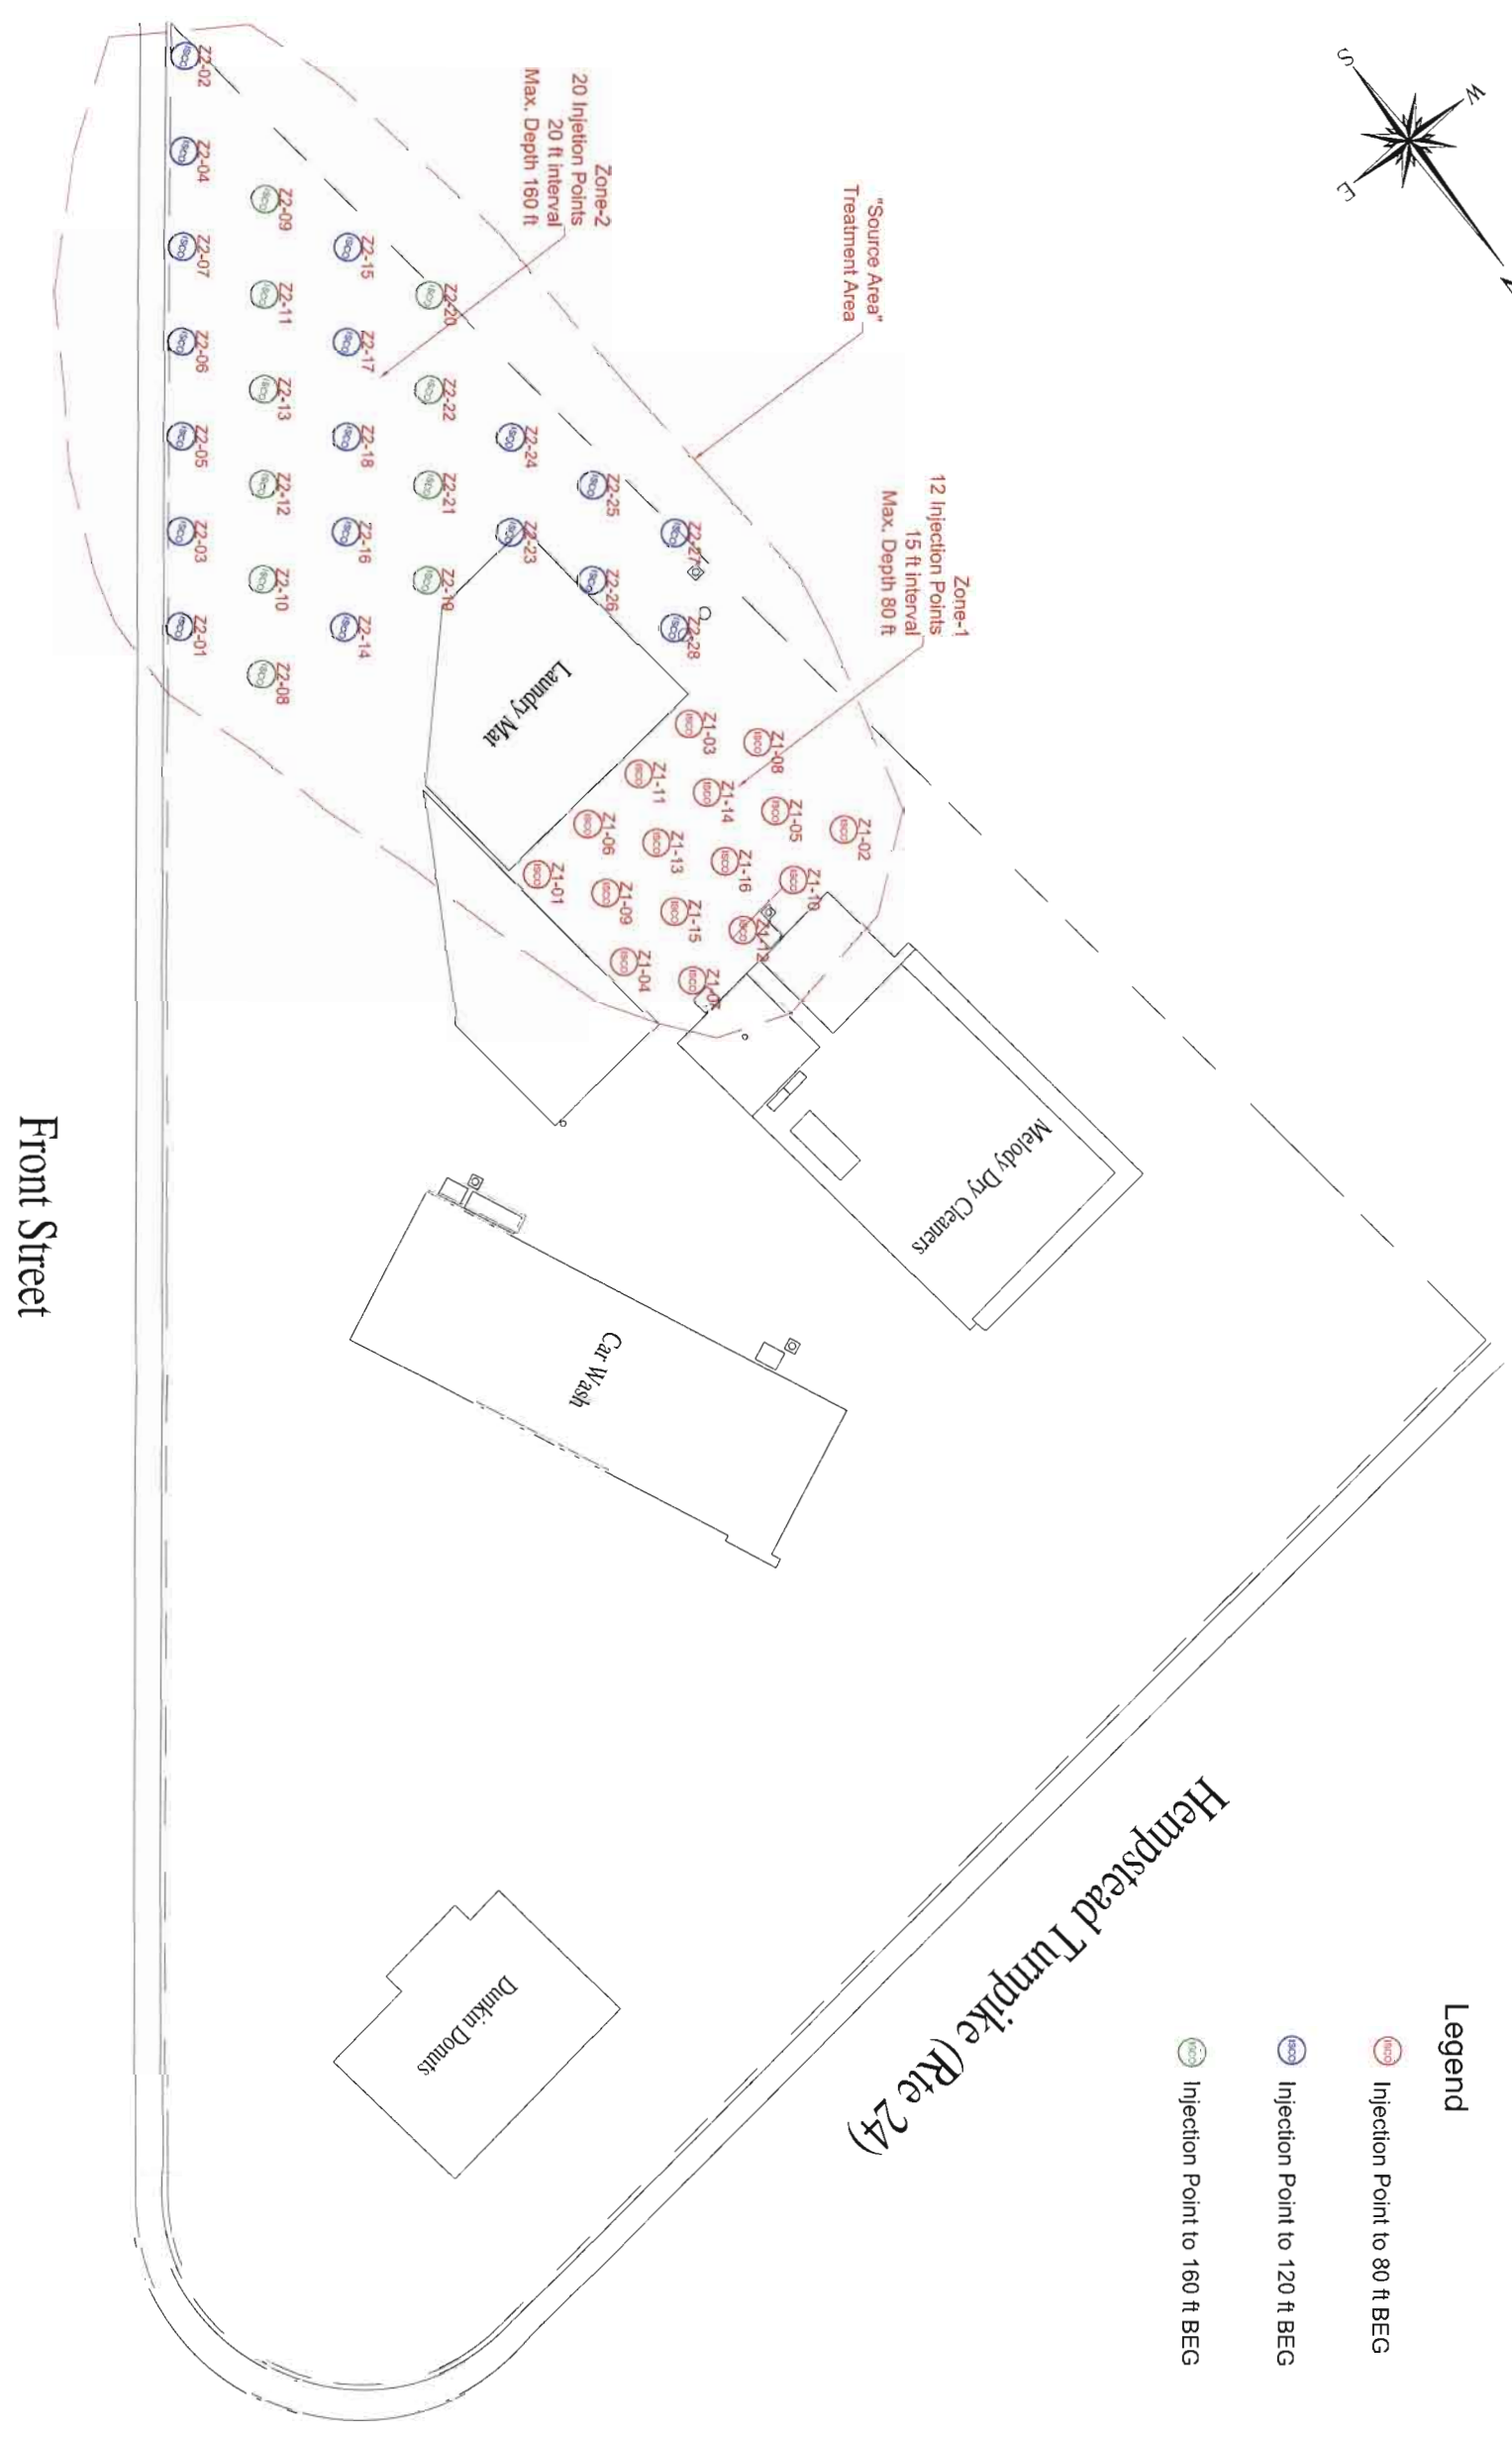 S
W
E
Z2-02
Z2-04
Z2-07
Z2-06
Z2-05
Z2-03
Z2-01
Z2-09
Z2-11
Z2-13
Z2-12
Z2-10
Z2-08
Z2-15
Z2-17
Z2-18
Z2-16
Z2-14
Z2-20
Z2-22
Z2-21
Z2-19
Z2-24
Z2-23
Z2-25
Z2-26
Z2-27
Z2-28
Zone-2
20 Injetion Points
20 ft interval
Max. Depth 160 ft
"Source Area"
Treatment Area
Zone-1
12 Injection Points
15 ft interval
Max. Depth 80 ft
Z1-03
Z1-08
Z1-11
Z1-14
Z1-05
Z1-02
Z1-06
Z1-13
Z1-16
Z1-10
Z1-01
Z1-09
Z1-15
Z1-12
Z1-04
Z1-07
Laundry Mat
Melody Dry Cleaners
Car Wash
Dunkin Donuts
Front Street
Hempstead Turnpike (Rte 24)
Legend
ISCO Injection Point to 80 ft BEG
ISCO Injection Point to 120 ft BEG
ISCO Injection Point to 160 ft BEG